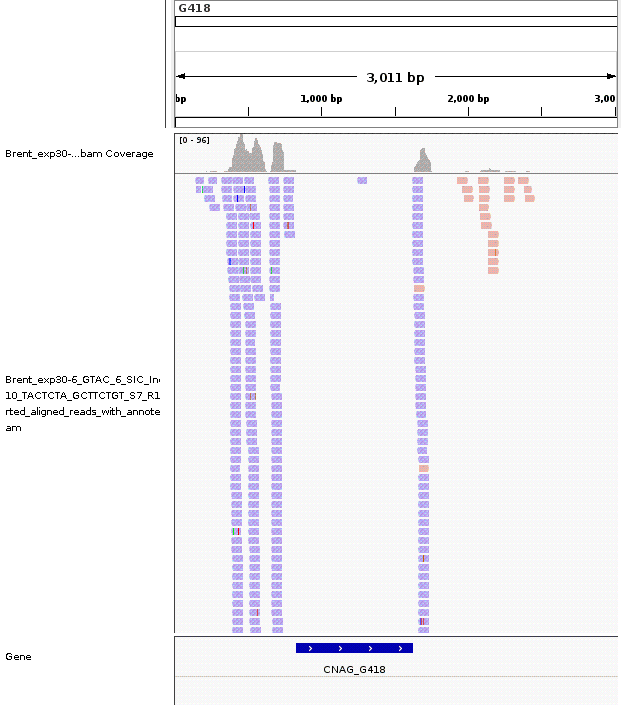 G418
3,011 bp
bp 1,000 bp 2,000 bp 3,00
[0 - 96]
Brent_exp30-...bam Coverage
Brent_exp30-6_GTAC_6_SIC_In
10_TACTCTA_GCTTCTGT_S7_R1
rted_aligned_reads_with_annote
am
Gene
CNAG_G418